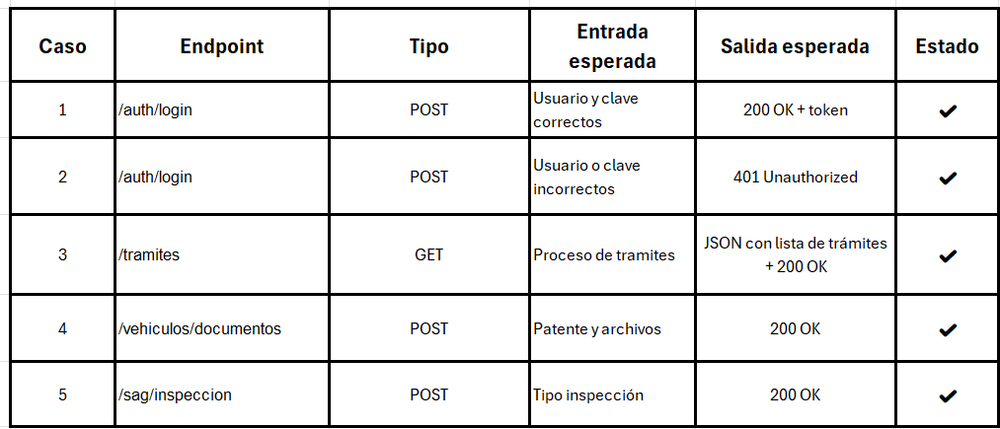 Caso Endpoint Tipo Entrada esperada Salida esperada Estado
1 /auth/login POST Usuario y clave correctos 200 OK + token ✔
2 /auth/login POST Usuario o clave incorrectos 401 Unauthorized ✔
3 /tramites GET Proceso de tramites JSON con lista de trámites + 200 OK ✔
4 /vehiculos/documentos POST Patente y archivos 200 OK ✔
5 /sag/inspeccion POST Tipo inspección 200 OK ✔